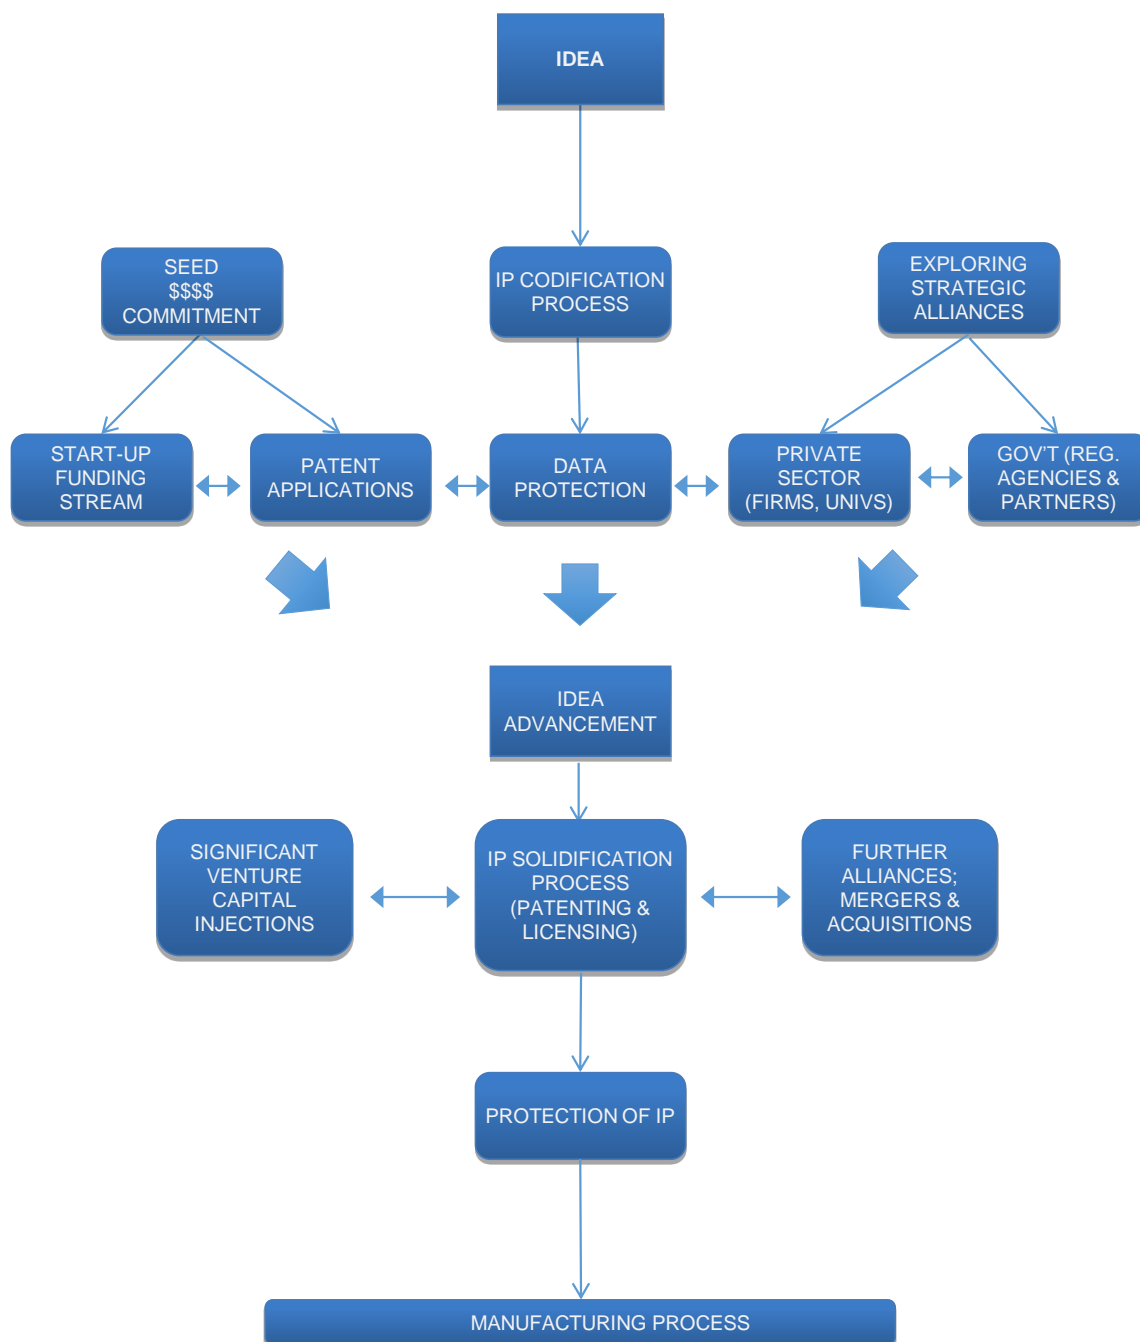 IDEA
SEED
$$$$
COMMITMENT
IP CODIFICATION
PROCESS
EXPLORING
STRATEGIC
ALLIANCES
START-UP
FUNDING
STREAM
PATENT
APPLICATIONS
DATA
PROTECTION
PRIVATE
SECTOR
(FIRMS, UNIVS)
GOV'T (REG.
AGENCIES &
PARTNERS)
IDEA
ADVANCEMENT
SIGNIFICANT
VENTURE
CAPITAL
INJECTIONS
IP SOLIDIFICATION
PROCESS
(PATENTING &
LICENSING)
FURTHER
ALLIANCES;
MERGERS &
ACQUISITIONS
PROTECTION OF IP
MANUFACTURING PROCESS